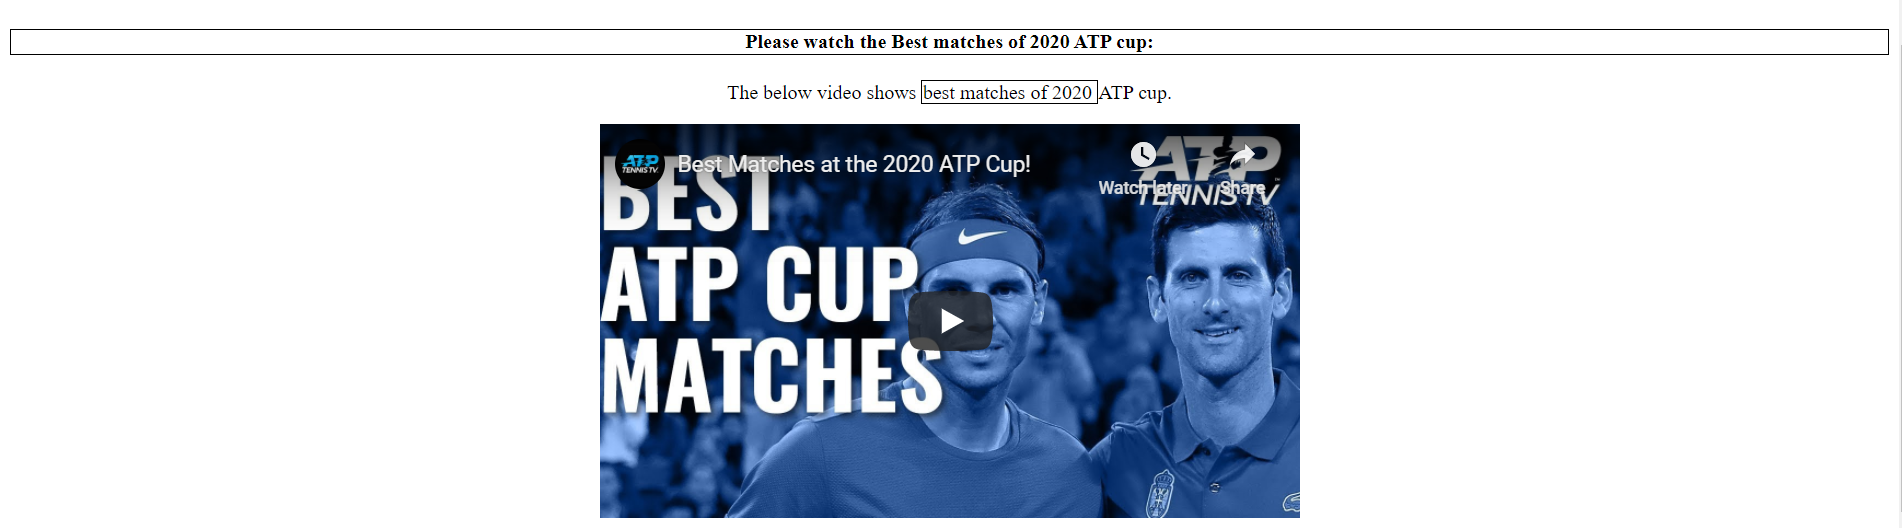 Please watch the Best matches of 2020 ATP cup:
The below video shows best matches of 2020 ATP cup.
ATP
TENNIS TV
Best Matches at the 2020 ATP Cup!
Watch later
Share
ATP
TENNIS TV
BEST
ATP CUP
MATCHES